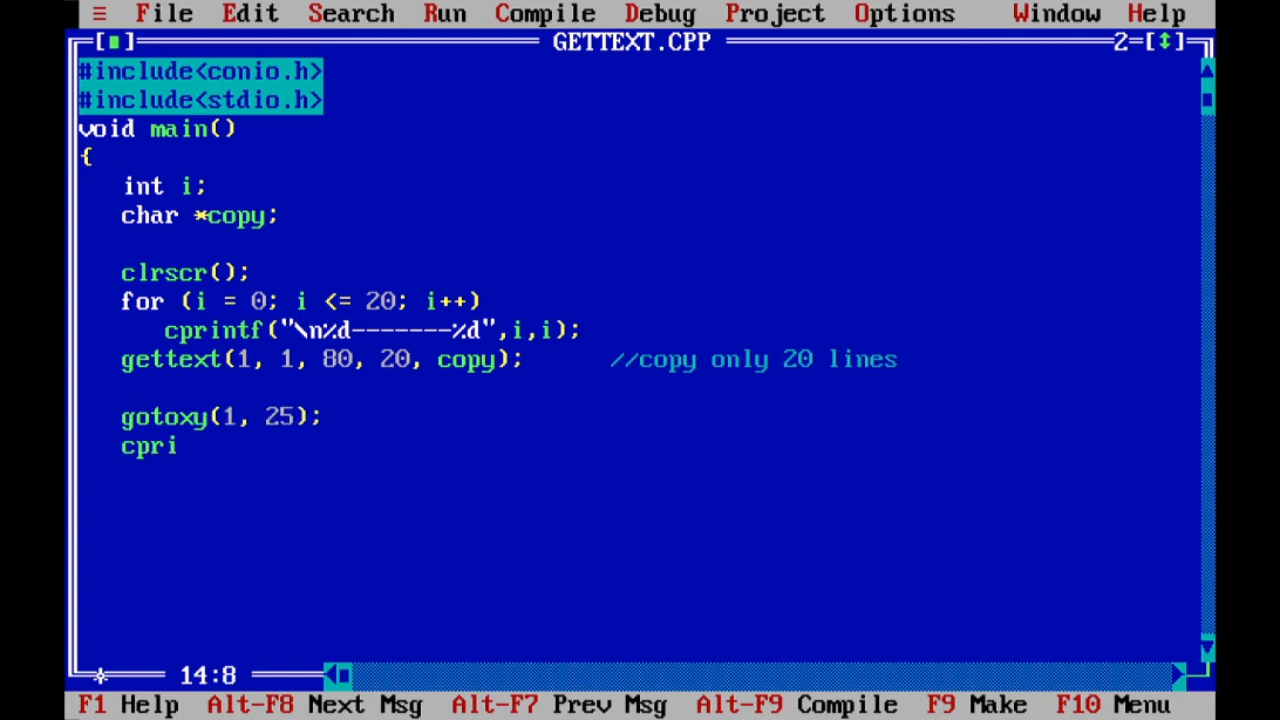 ≡ File Edit Search Run Compile Debug Project Options Window Help
[■] GETTEXT.CPP 2=[↕]
#include<conio.h>
#include<stdio.h>
void main()
{
   int i;
   char *copy;

   clrscr();
   for (i = 0; i <= 20; i++)
      cprintf("\n%d-------%d",i,i);
   gettext(1, 1, 80, 20, copy);      //copy only 20 lines

   gotoxy(1, 25);
   cpri
14:8
F1 Help Alt-F8 Next Msg Alt-F7 Prev Msg Alt-F9 Compile F9 Make F10 Menu